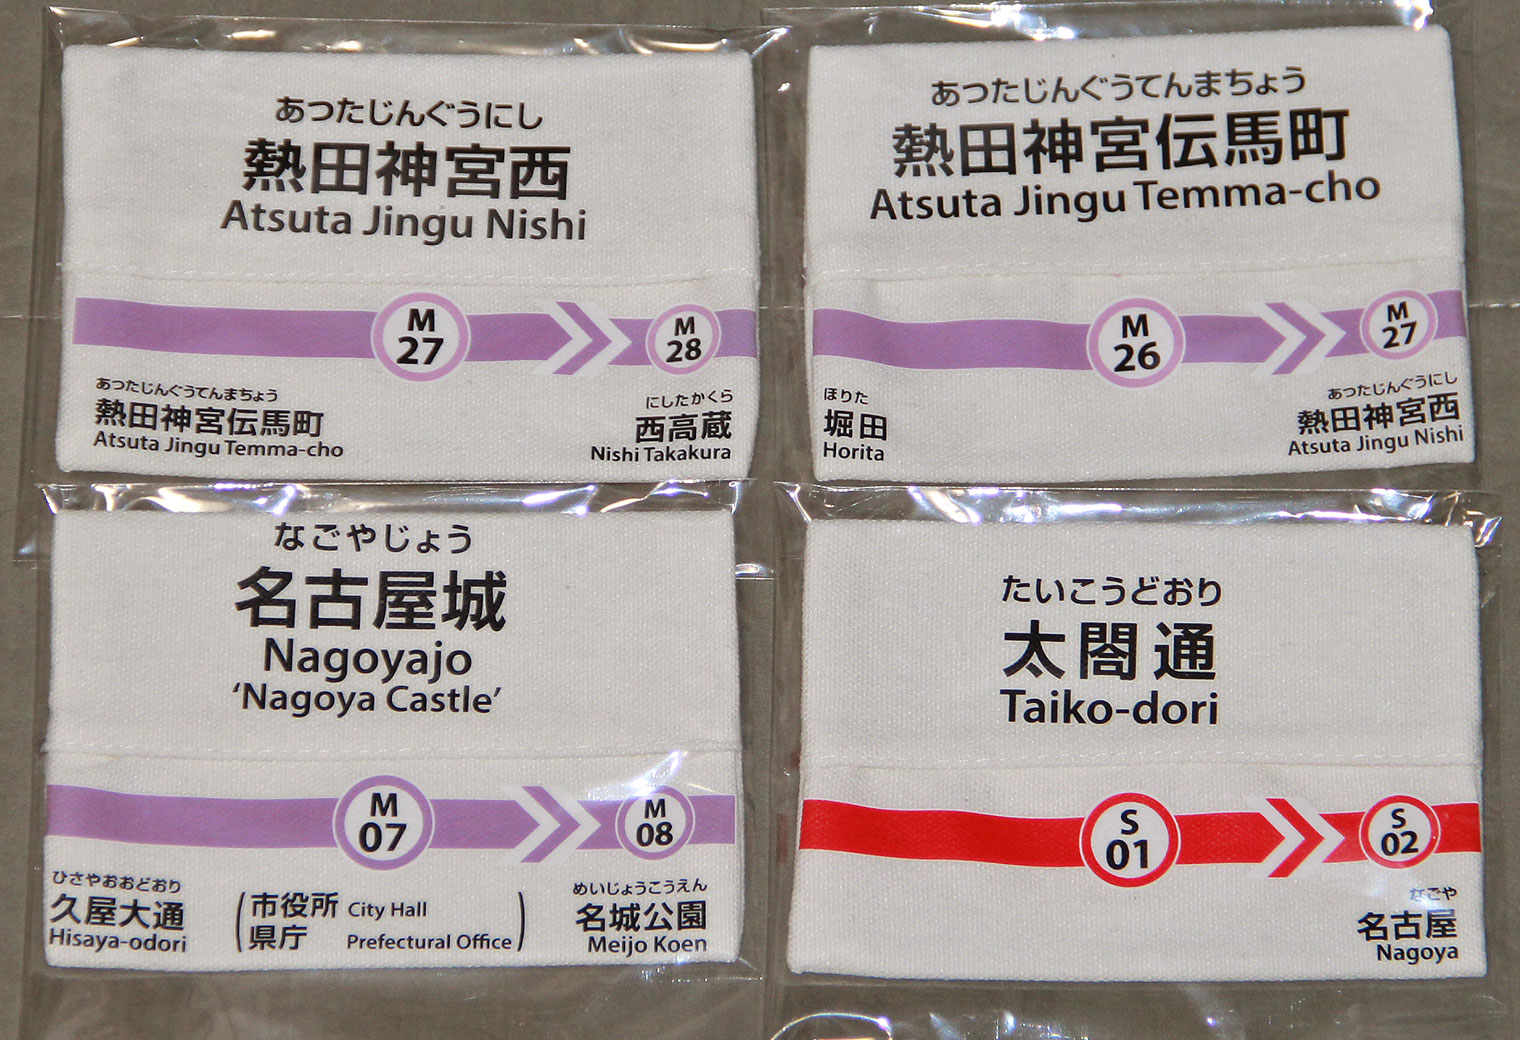 あつたじんぐうにし
熱田神宮西
Atsuta Jingu Nishi
M
27
M
28
あつたじんぐうてんまちょう
熱田神宮伝馬町
Atsuta Jingu Temma-cho
にしたかくら
西高蔵
Nishi Takakura
あつたじんぐうてんまちょう
熱田神宮伝馬町
Atsuta Jingu Temma-cho
M
26
M
27
ほりた
堀田
Horita
あつたじんぐうにし
熱田神宮西
Atsuta Jingu Nishi
なごやじょう
名古屋城
Nagoyajo
‘Nagoya Castle’
M
07
M
08
ひさやおおどおり
久屋大通
Hisaya-odori
(市役所 City Hall
県庁 Prefectural Office)
めいじょうこうえん
名城公園
Meijo Koen
たいこうどおり
太閤通
Taiko-dori
S
01
S
02
なごや
名古屋
Nagoya